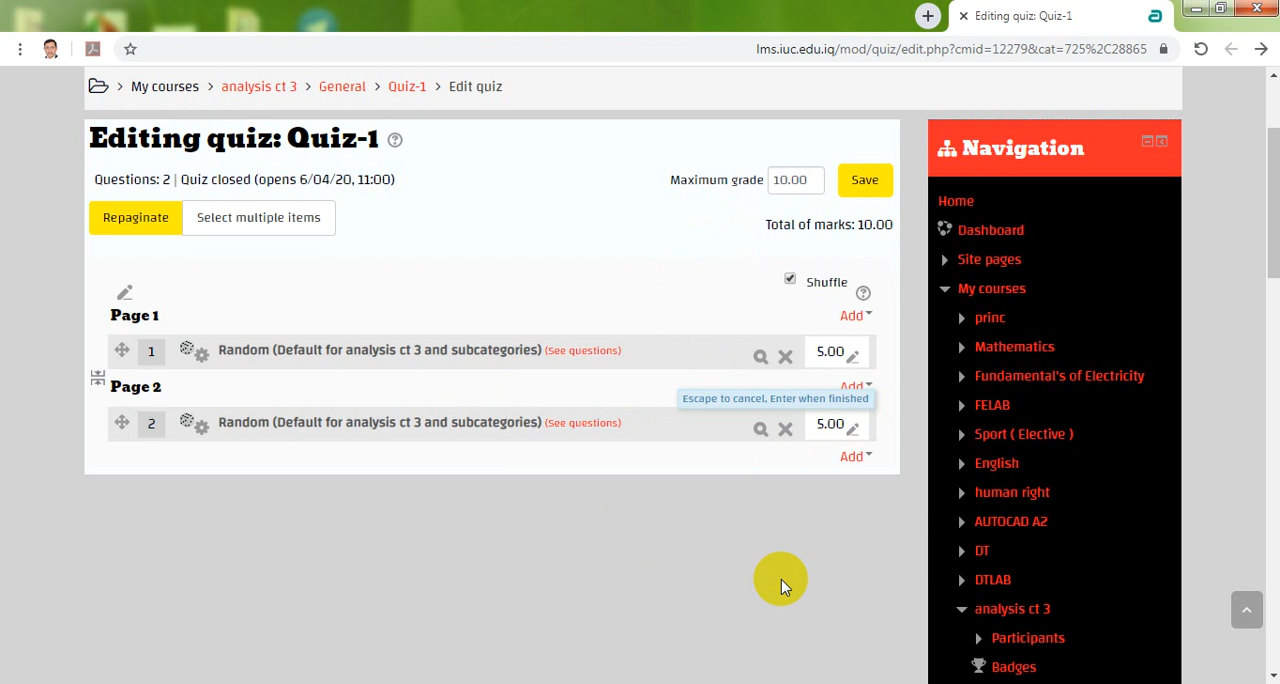 Editing quiz: Quiz-1
lms.iuc.edu.iq/mod/quiz/edit.php?cmid=12279&cat=725%2C28865
My courses > analysis ct 3 > General > Quiz-1 > Edit quiz
Editing quiz: Quiz-1
Questions: 2 | Quiz closed (opens 6/04/20, 11:00)
Maximum grade 10.00 Save
Repaginate Select multiple items
Total of marks: 10.00
Shuffle
Page 1
Add
1 Random (Default for analysis ct 3 and subcategories) (See questions) 5.00
Page 2
Add
Escape to cancel, Enter when finished
2 Random (Default for analysis ct 3 and subcategories) (See questions) 5.00
Add
Navigation
Home
Dashboard
Site pages
My courses
princ
Mathematics
Fundamental's of Electricity
FELAB
Sport ( Elective )
English
human right
AUTOCAD A2
DT
DTLAB
analysis ct 3
Participants
Badges